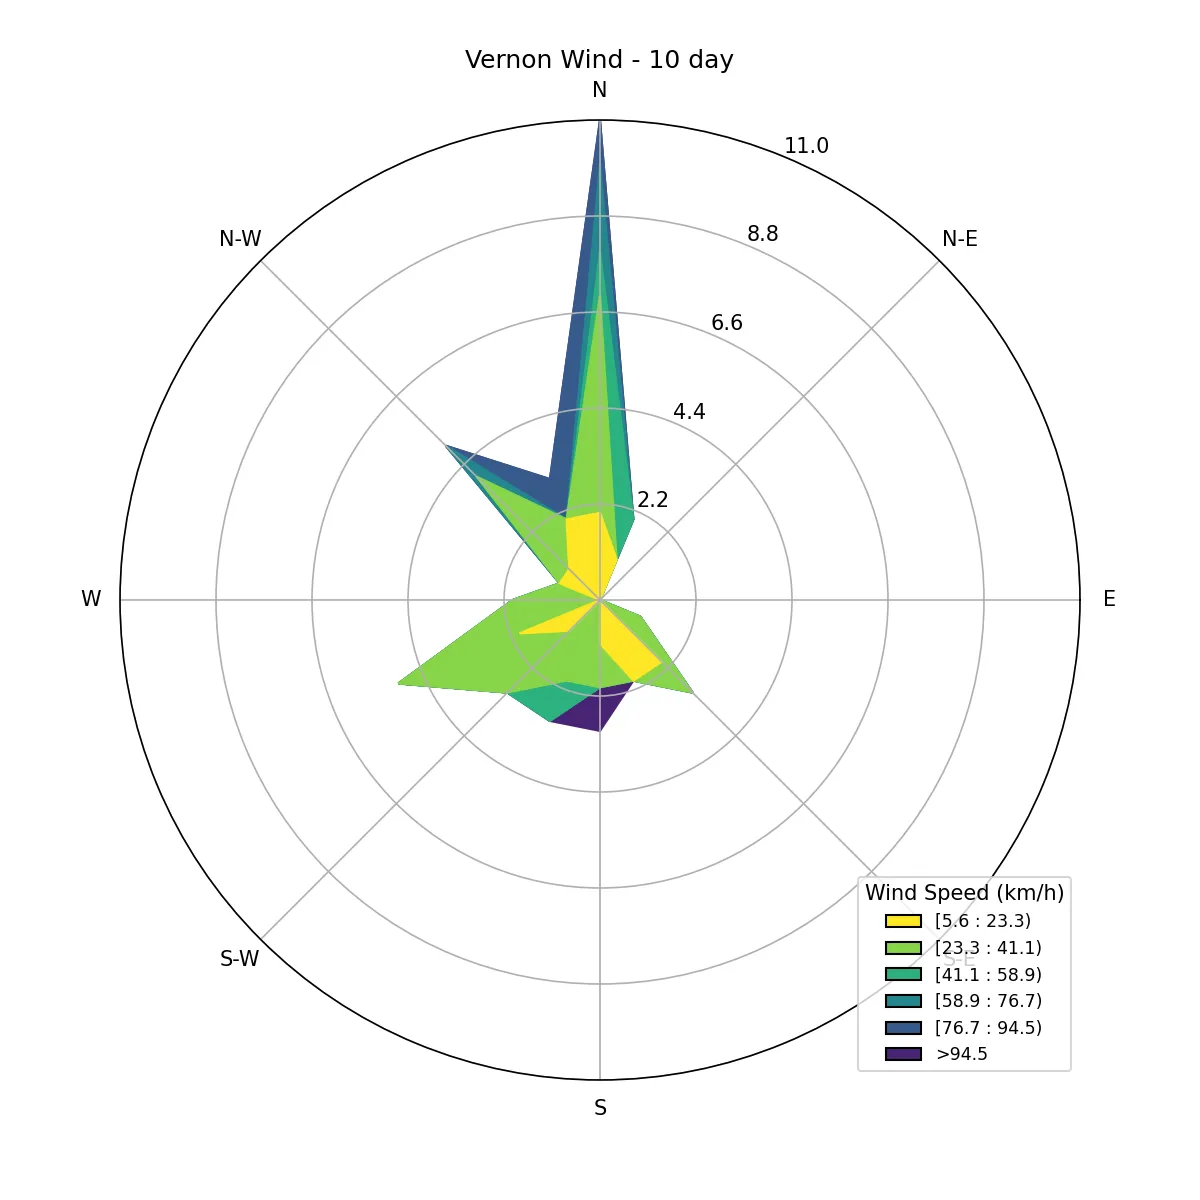 Vernon Wind - 10 day
N
11.0
N-W
8.8
N-E
6.6
4.4
2.2
W
E
Wind Speed (km/h)
[5.6 : 23.3)
[23.3 : 41.1)
S-W
S-E
[41.1 : 58.9)
[58.9 : 76.7)
[76.7 : 94.5)
>94.5
S